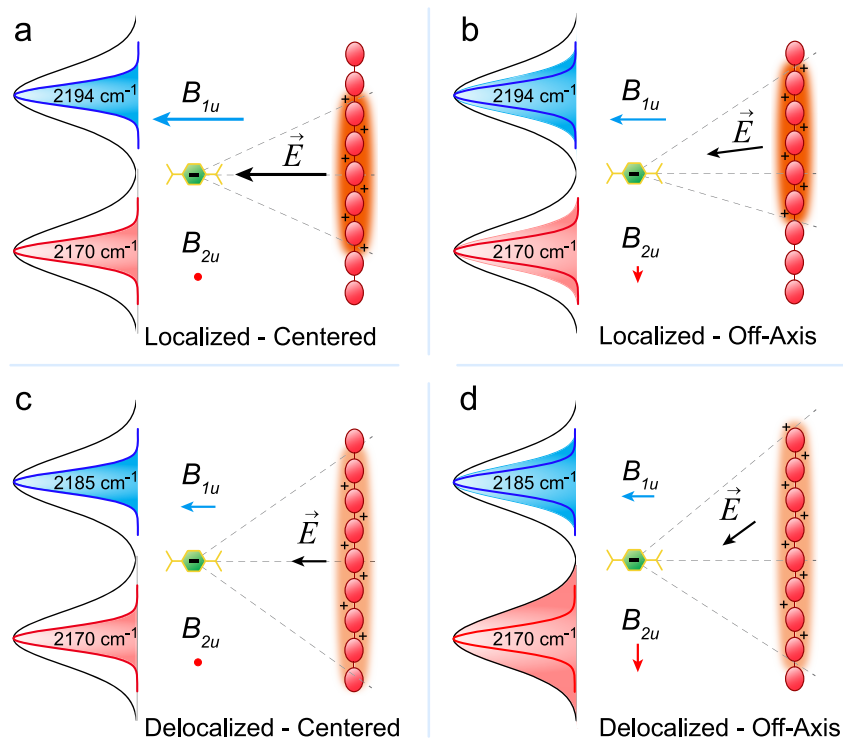 a
2194 cm⁻¹
B1u
E⃗
2170 cm⁻¹
B2u
Localized - Centered
b
2194 cm⁻¹
B1u
E⃗
2170 cm⁻¹
B2u
Localized - Off-Axis
c
2185 cm⁻¹
B1u
E⃗
2170 cm⁻¹
B2u
Delocalized - Centered
d
2185 cm⁻¹
B1u
E⃗
2170 cm⁻¹
B2u
Delocalized - Off-Axis